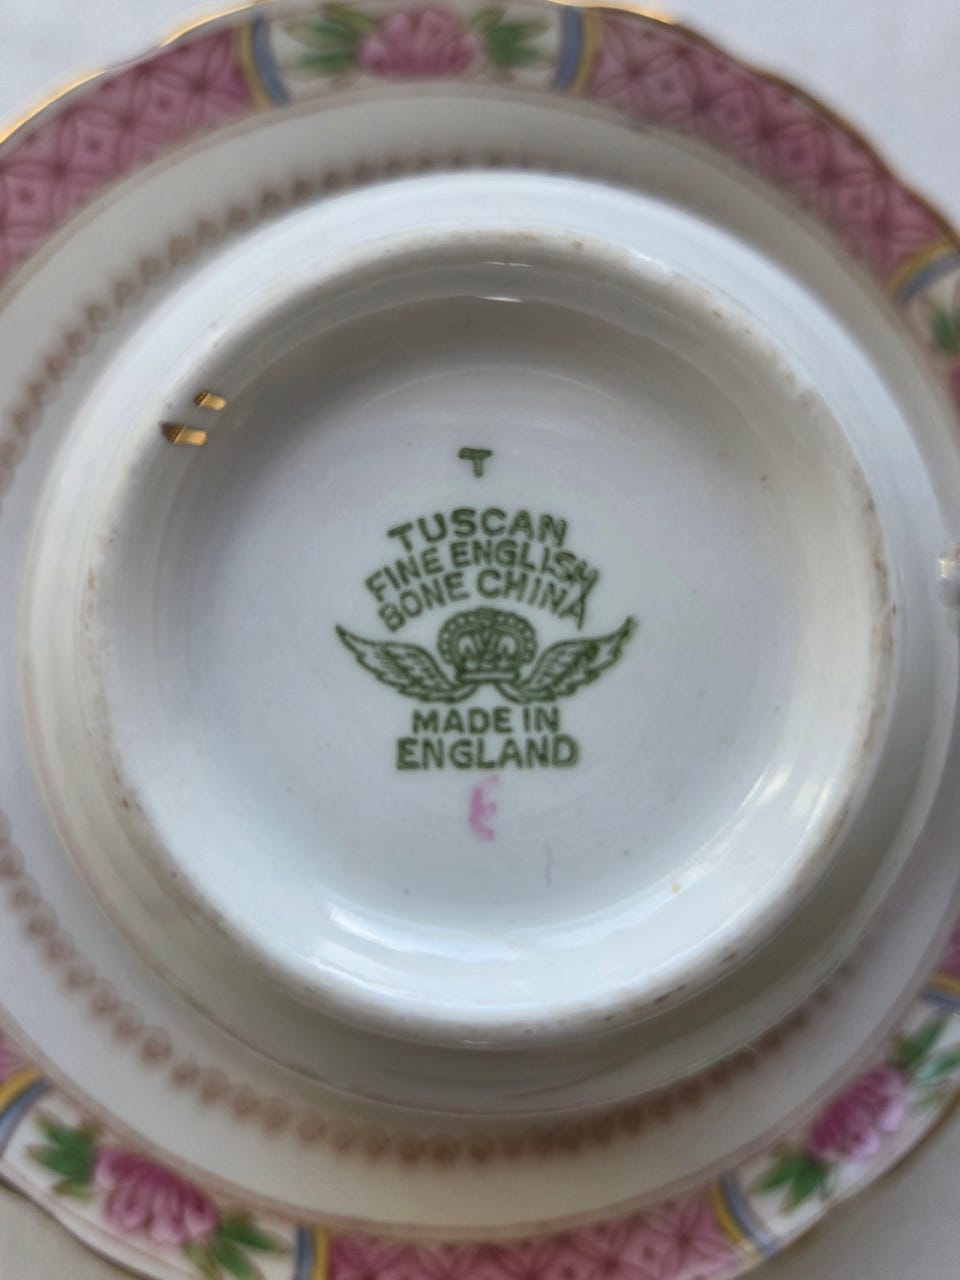 T
TUSCAN
FINE ENGLISH
BONE CHINA
MADE IN
ENGLAND